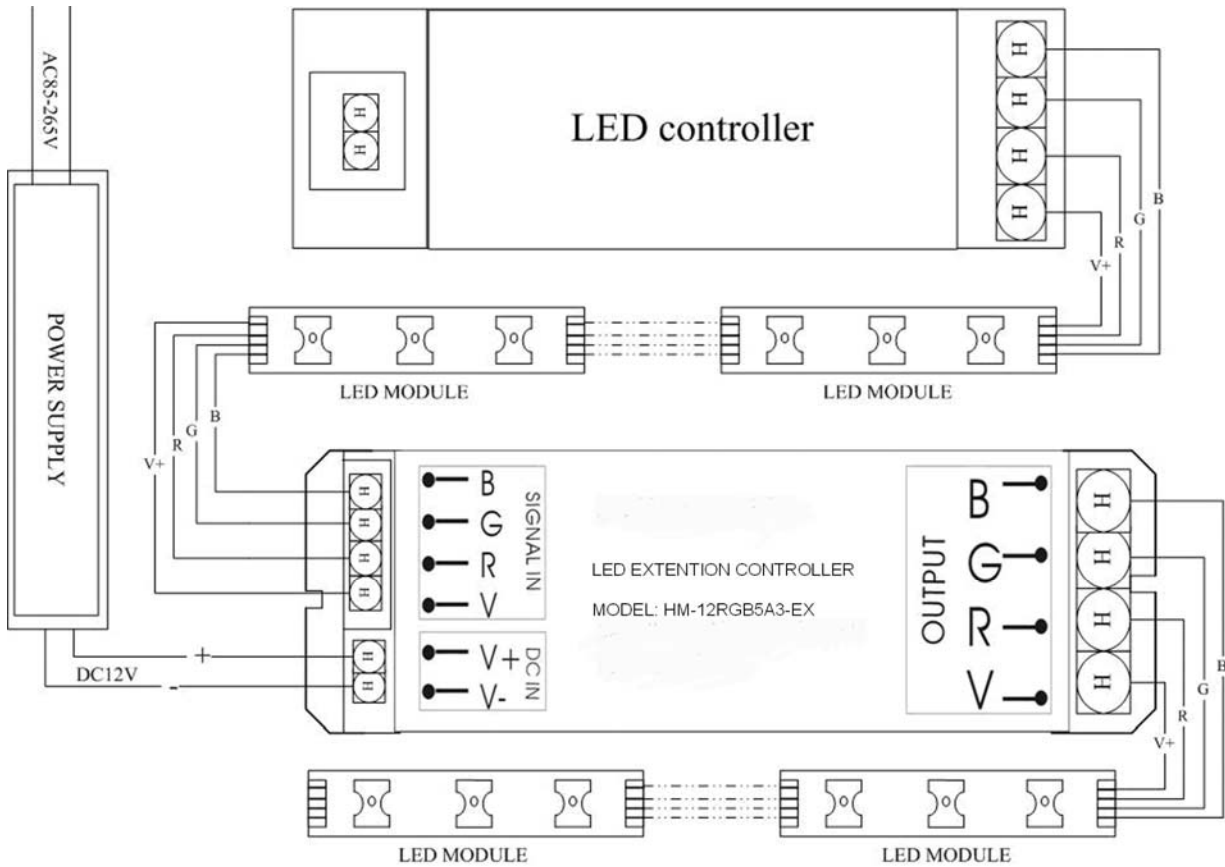 AC85-265V
POWER SUPPLY
DC12V
+
-
H
H
LED controller
H
H
H
H
B
G
R
V+
LED MODULE
LED MODULE
V+
R
G
B
H
H
H
H
H
H
B
G
R
V
SIGNAL IN
V+
V-
DC IN
LED EXTENTION CONTROLLER
MODEL: HM-12RGB5A3-EX
OUTPUT
B
G
R
V
H
H
H
H
B
G
R
V+
LED MODULE
LED MODULE